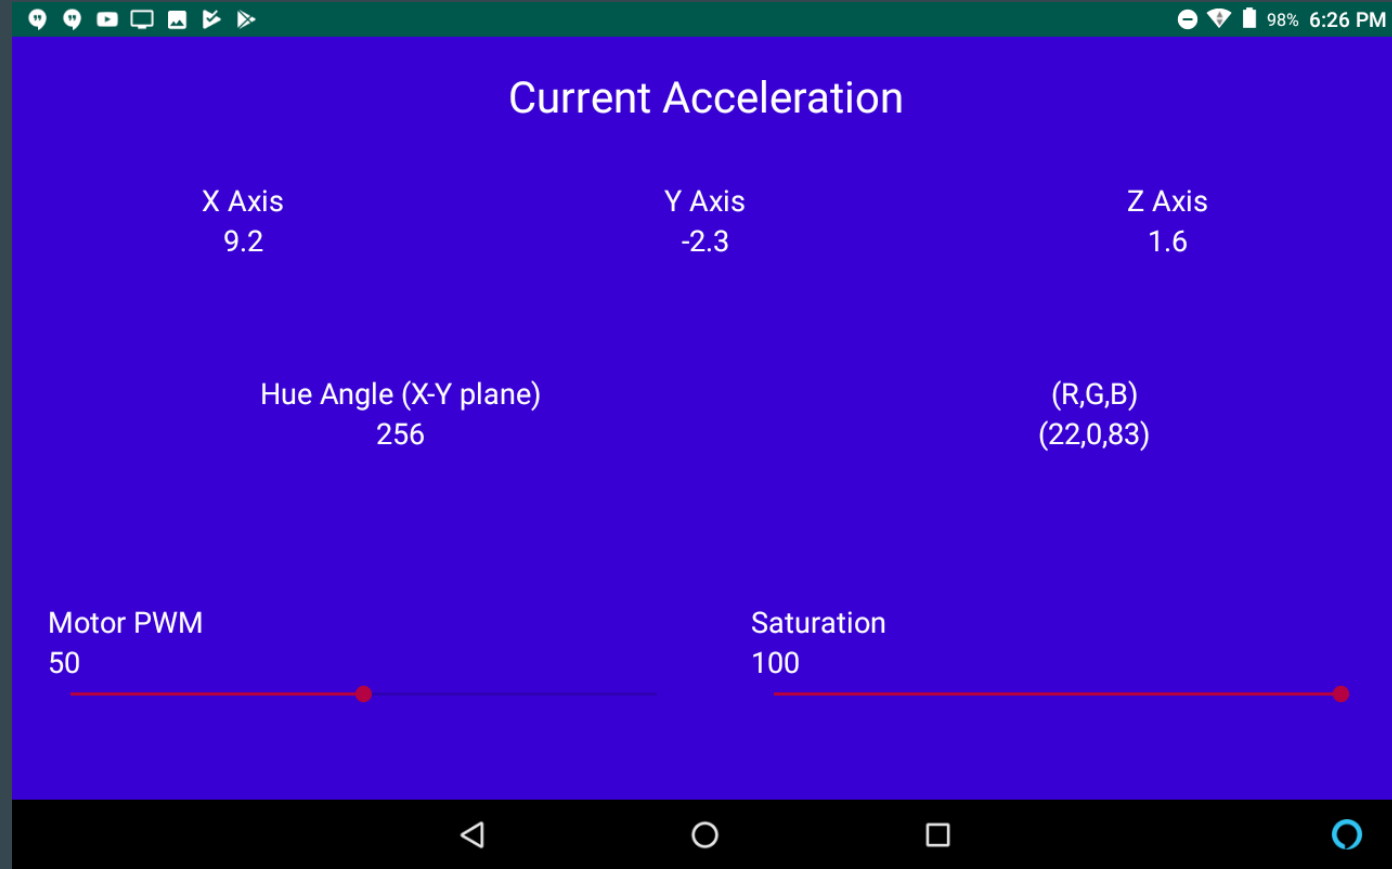 98% 6:26 PM
Current Acceleration
X Axis
9.2
Y Axis
-2.3
Z Axis
1.6
Hue Angle (X-Y plane)
256
(R,G,B)
(22,0,83)
Motor PWM
50
Saturation
100